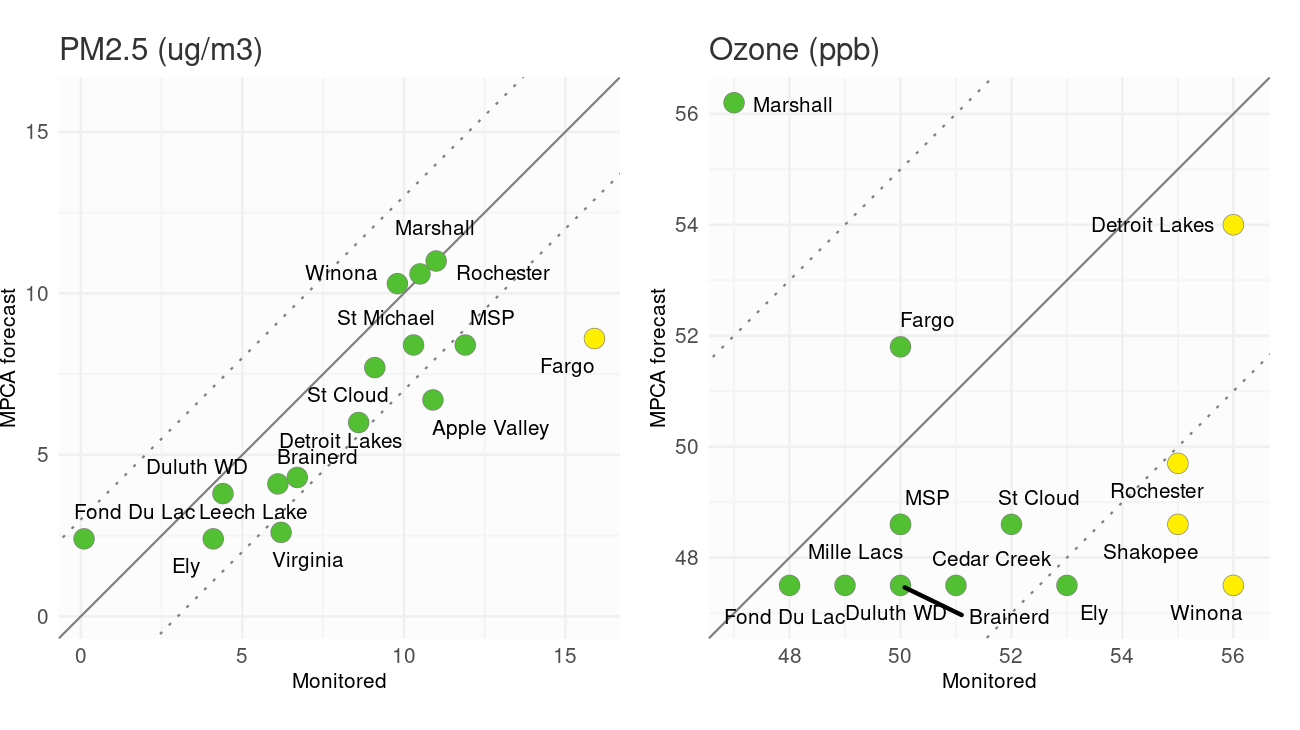 PM2.5 (ug/m3)
15
10
5
0
MPCA forecast
Marshall
Winona
Rochester
St Michael
MSP
Fargo
St Cloud
Apple Valley
Detroit Lakes
Brainerd
Duluth WD
Fond Du Lac
Leech Lake
Ely
Virginia
0
5
10
15
Monitored
Ozone (ppb)
56
54
52
50
48
MPCA forecast
Marshall
Detroit Lakes
Fargo
Rochester
MSP
St Cloud
Mille Lacs
Cedar Creek
Shakopee
Fond Du Lac
Duluth WD
Brainerd
Ely
Winona
48
50
52
54
56
Monitored